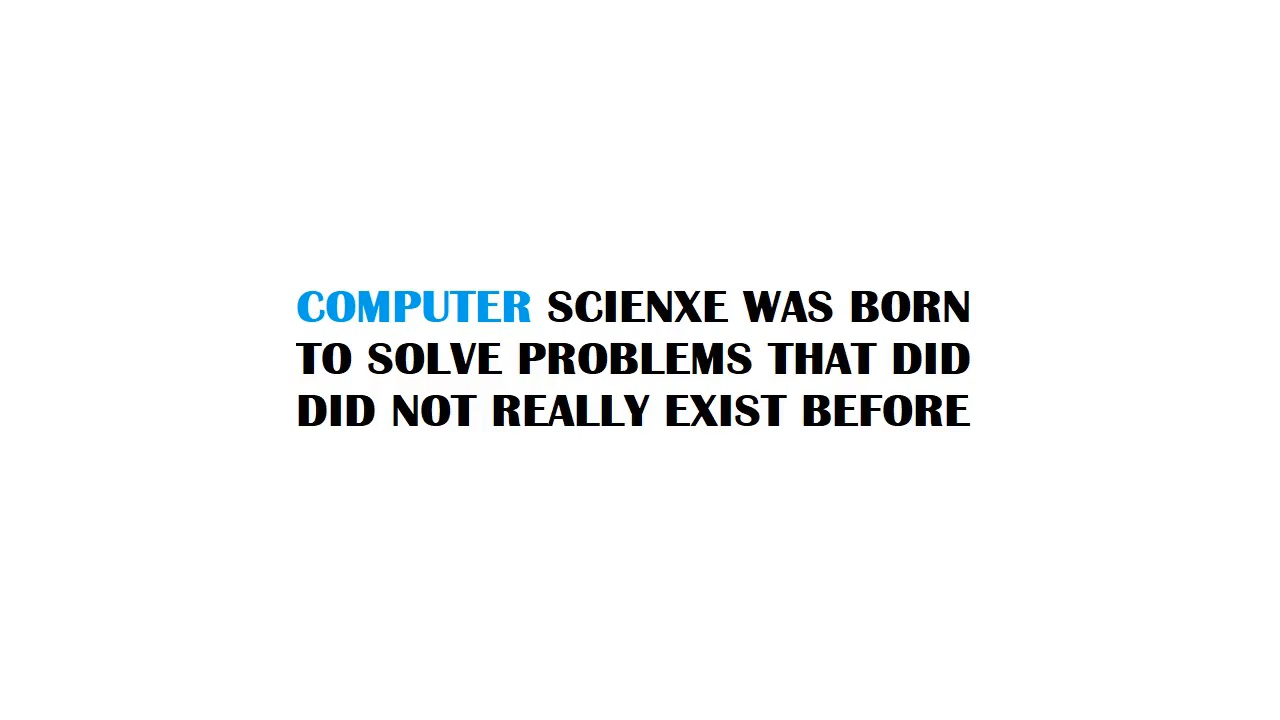 COMPUTER SCIENXE WAS BORN
TO SOLVE PROBLEMS THAT DID
DID NOT REALLY EXIST BEFORE